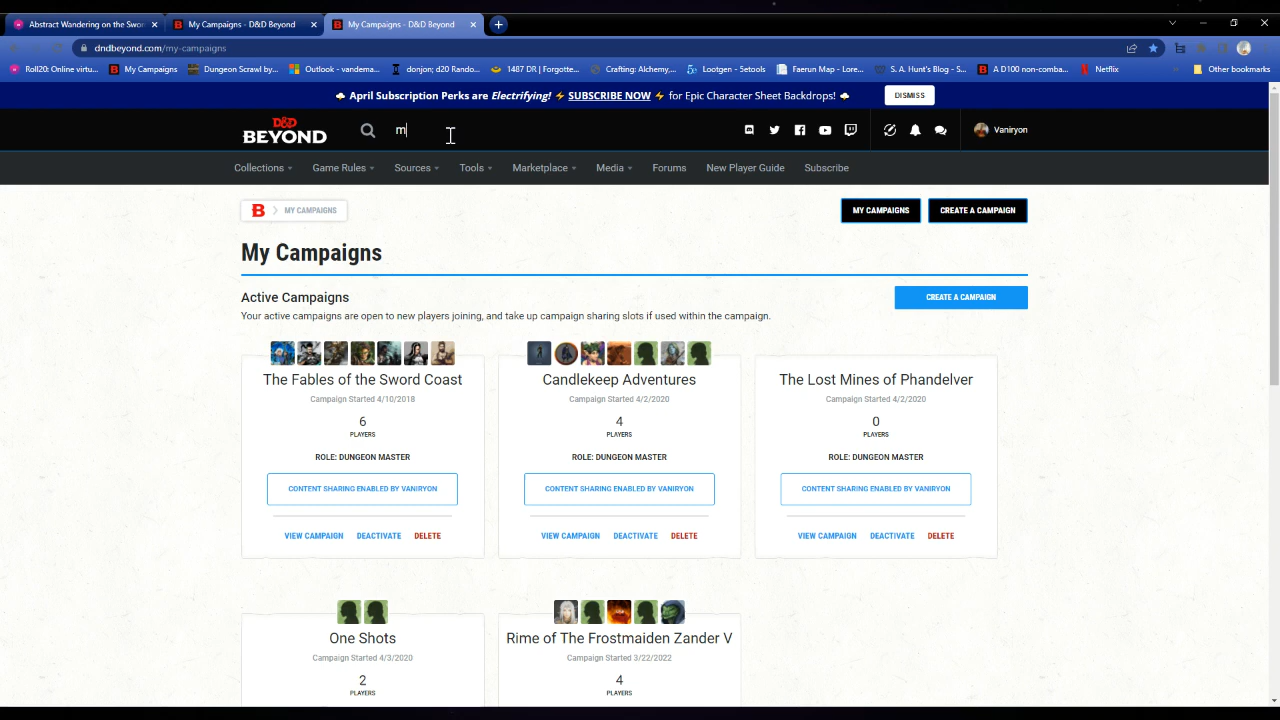 Abstract Wandering on the Swor My Campaigns - D&D Beyond My Campaigns - D&D Beyond
dndbeyond.com/my-campaigns
Roll20: Online virtu... My Campaigns Dungeon Scrawl by... Outlook - vandema... donjon; d20 Rando... 1487 DR | Forgotte... Crafting: Alchemy,... Lootgen - 5etools Faerun Map - Lore... S. A. Hunt's Blog - S... A D100 non-comba... Netflix Other bookmarks
April Subscription Perks are Electrifying! ⚡ SUBSCRIBE NOW ⚡ for Epic Character Sheet Backdrops! DISMISS
D&D
BEYOND m Vaniryon
Collections Game Rules Sources Tools Marketplace Media Forums New Player Guide Subscribe
B MY CAMPAIGNS MY CAMPAIGNS CREATE A CAMPAIGN
My Campaigns
Active Campaigns CREATE A CAMPAIGN
Your active campaigns are open to new players joining, and take up campaign sharing slots if used within the campaign.
The Fables of the Sword Coast
Campaign Started 4/10/2018
6
PLAYERS
ROLE: DUNGEON MASTER
CONTENT SHARING ENABLED BY VANIRYON
VIEW CAMPAIGN DEACTIVATE DELETE
Candlekeep Adventures
Campaign Started 4/2/2020
4
PLAYERS
ROLE: DUNGEON MASTER
CONTENT SHARING ENABLED BY VANIRYON
VIEW CAMPAIGN DEACTIVATE DELETE
The Lost Mines of Phandelver
Campaign Started 4/2/2020
0
PLAYERS
ROLE: DUNGEON MASTER
CONTENT SHARING ENABLED BY VANIRYON
VIEW CAMPAIGN DEACTIVATE DELETE
One Shots
Campaign Started 4/3/2020
2
PLAYERS
Rime of The Frostmaiden Zander V
Campaign Started 3/22/2022
4
PLAYERS